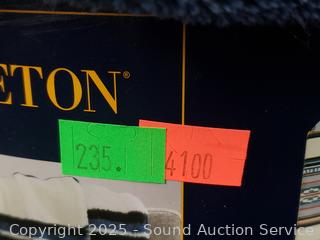 ETON®
235.
4100
Copyright 2025 - Sound Auction Service